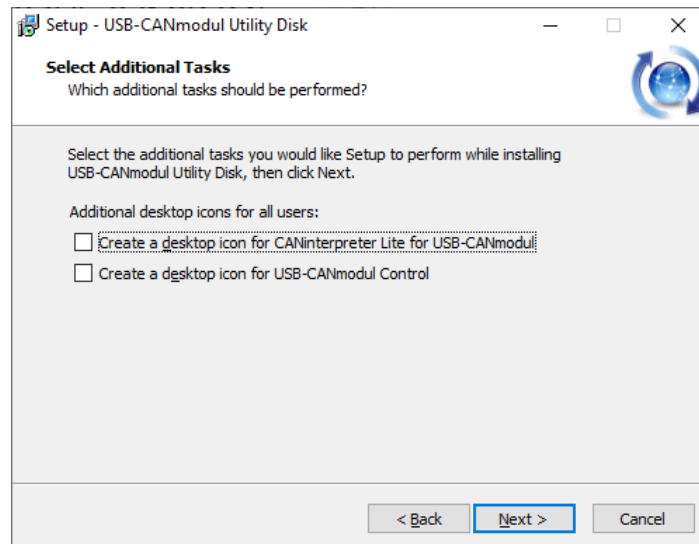 Setup - USB-CANmodul Utility Disk
Select Additional Tasks
Which additional tasks should be performed?
Select the additional tasks you would like Setup to perform while installing
USB-CANmodul Utility Disk, then click Next.
Additional desktop icons for all users:
Create a desktop icon for CANinterpreter Lite for USB-CANmodul
Create a desktop icon for USB-CANmodul Control
< Back
Next >
Cancel